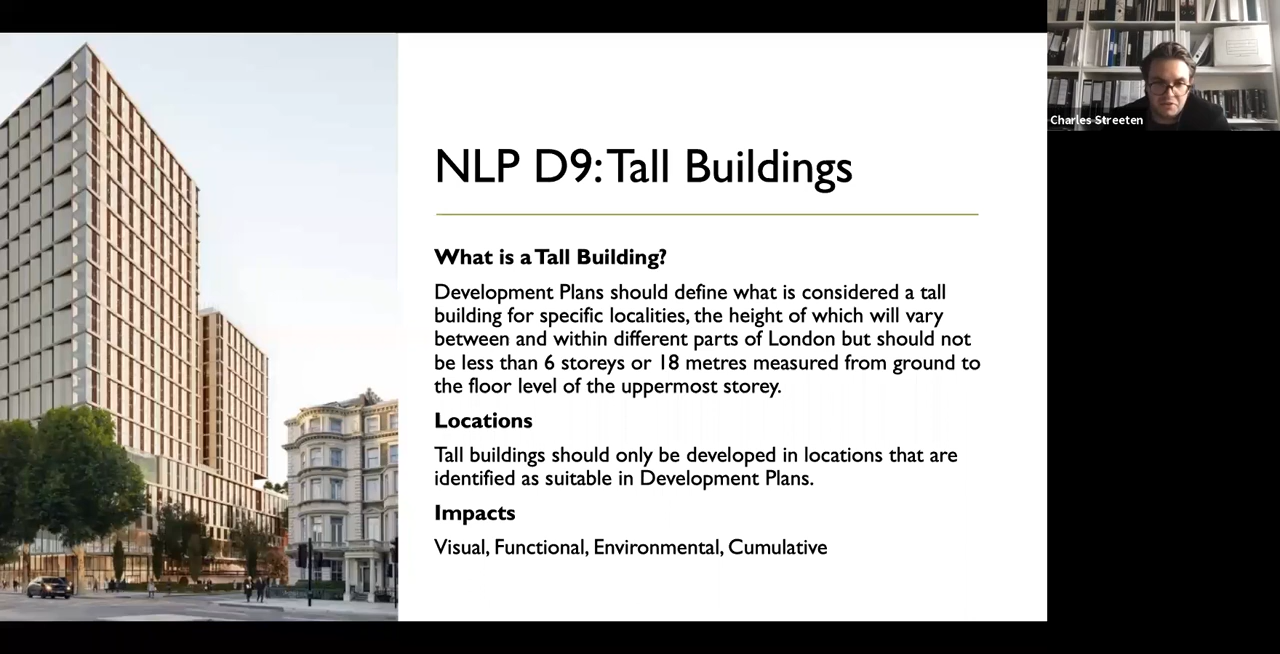 NLP D9: Tall Buildings
What is a Tall Building?
Development Plans should define what is considered a tall
building for specific localities, the height of which will vary
between and within different parts of London but should not
be less than 6 storeys or 18 metres measured from ground to
the floor level of the uppermost storey.
Locations
Tall buildings should only be developed in locations that are
identified as suitable in Development Plans.
Impacts
Visual, Functional, Environmental, Cumulative
Charles Streeten